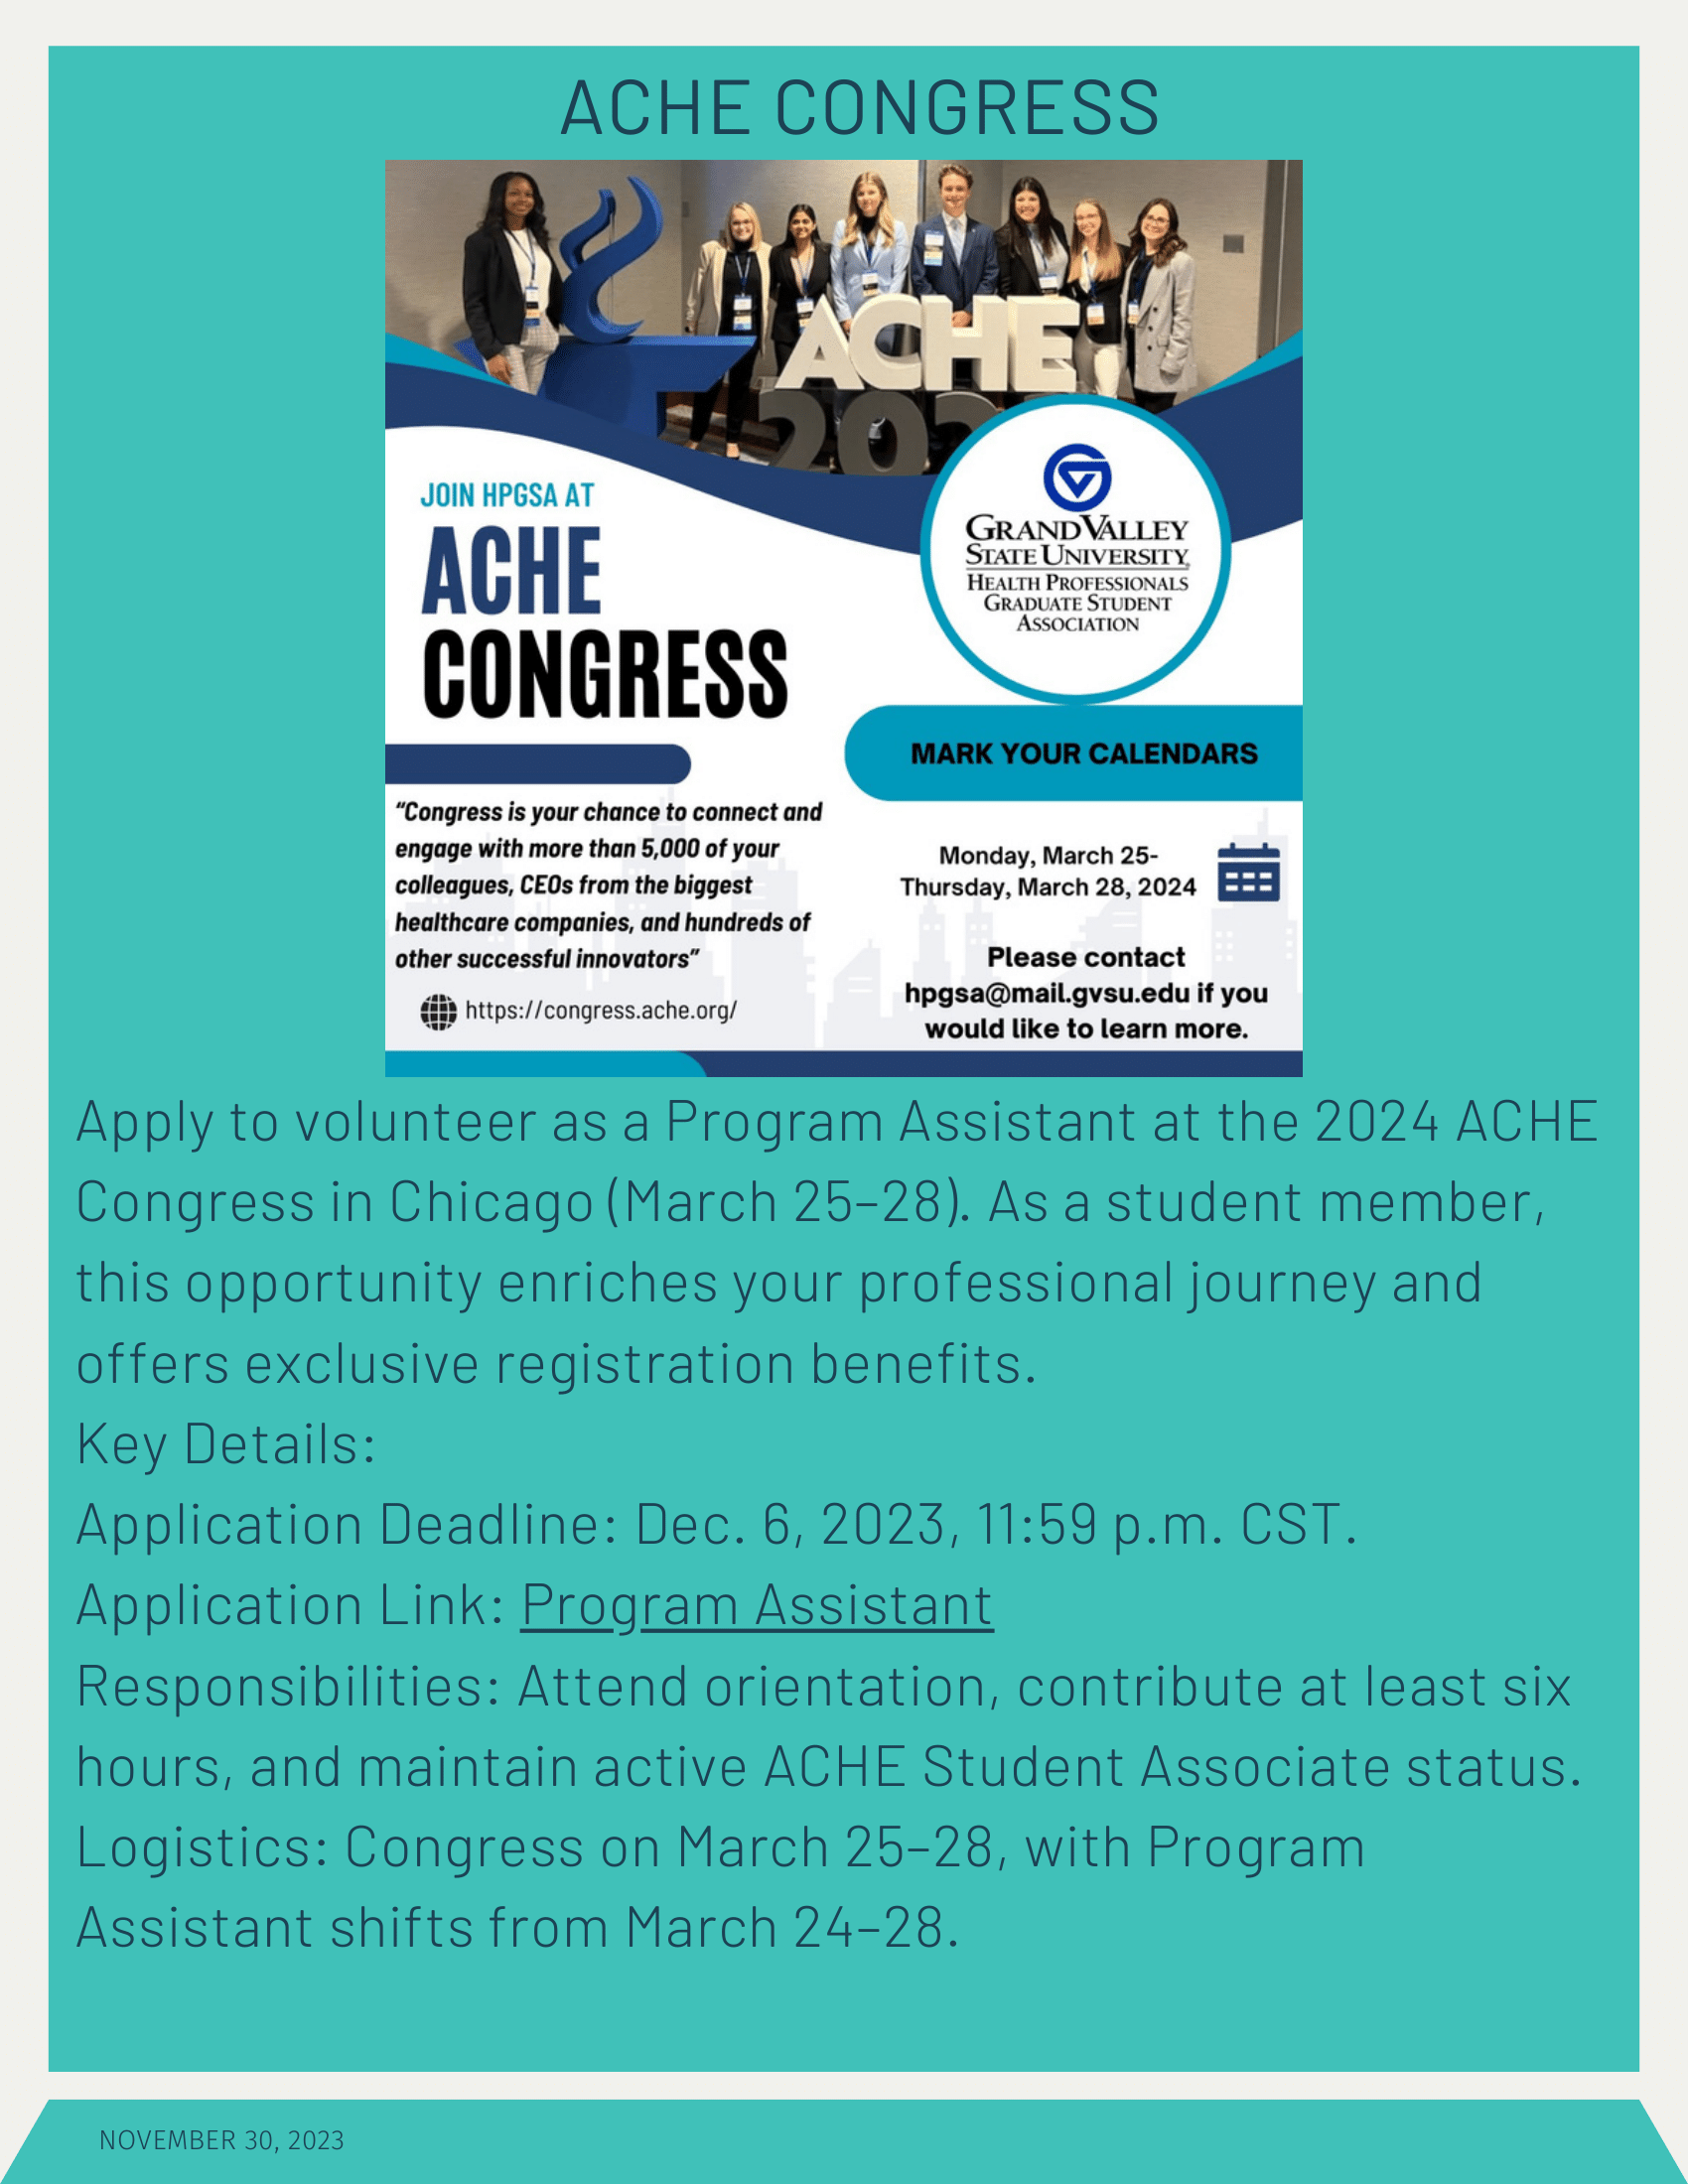 ACHE CONGRESS
ACHE
202
JOIN HPGSA AT
ACHE
CONGRESS
GRAND VALLEY
STATE UNIVERSITY
HEALTH PROFESSIONALS
GRADUATE STUDENT
ASSOCIATION
MARK YOUR CALENDARS
“Congress is your chance to connect and
engage with more than 5,000 of your
colleagues, CEOs from the biggest
healthcare companies, and hundreds of
other successful innovators”
https://congress.ache.org/
Monday, March 25-
Thursday, March 28, 2024
Please contact
hpgsa@mail.gvsu.edu if you
would like to learn more.
Apply to volunteer as a Program Assistant at the 2024 ACHE
Congress in Chicago (March 25–28). As a student member,
this opportunity enriches your professional journey and
offers exclusive registration benefits.
Key Details:
Application Deadline: Dec. 6, 2023, 11:59 p.m. CST.
Application Link: Program Assistant
Responsibilities: Attend orientation, contribute at least six
hours, and maintain active ACHE Student Associate status.
Logistics: Congress on March 25–28, with Program
Assistant shifts from March 24–28.
NOVEMBER 30, 2023